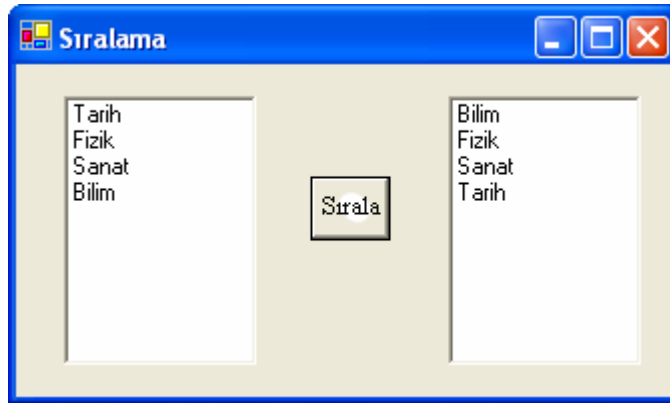 Sıralama
Tarih
Fizik
Sanat
Bilim
Sırala
Bilim
Fizik
Sanat
Tarih